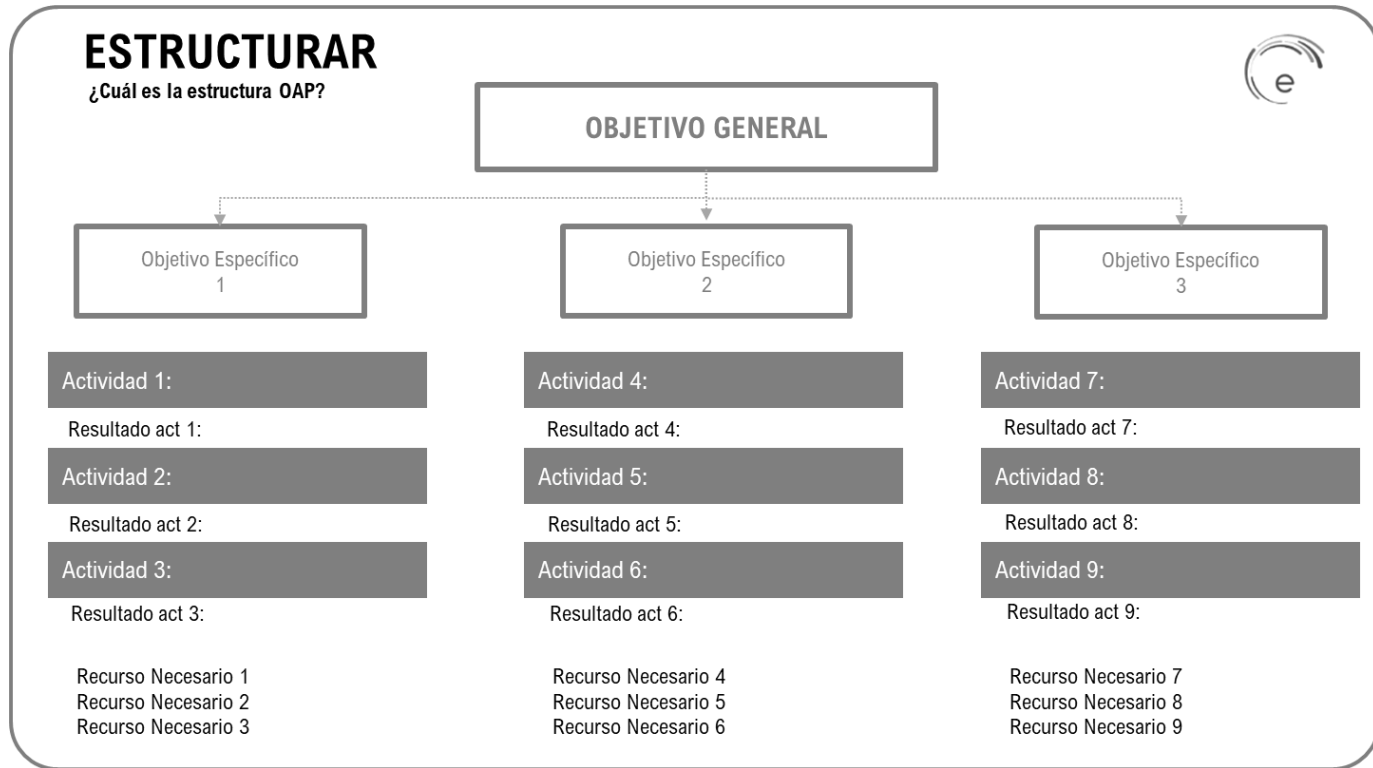 ESTRUCTURAR
¿Cuál es la estructura OAP?
e
OBJETIVO GENERAL
Objetivo Específico
1
Objetivo Específico
2
Objetivo Específico
3
Actividad 1:
Resultado act 1:
Actividad 2:
Resultado act 2:
Actividad 3:
Resultado act 3:
Recurso Necesario 1
Recurso Necesario 2
Recurso Necesario 3
Actividad 4:
Resultado act 4:
Actividad 5:
Resultado act 5:
Actividad 6:
Resultado act 6:
Recurso Necesario 4
Recurso Necesario 5
Recurso Necesario 6
Actividad 7:
Resultado act 7:
Actividad 8:
Resultado act 8:
Actividad 9:
Resultado act 9:
Recurso Necesario 7
Recurso Necesario 8
Recurso Necesario 9